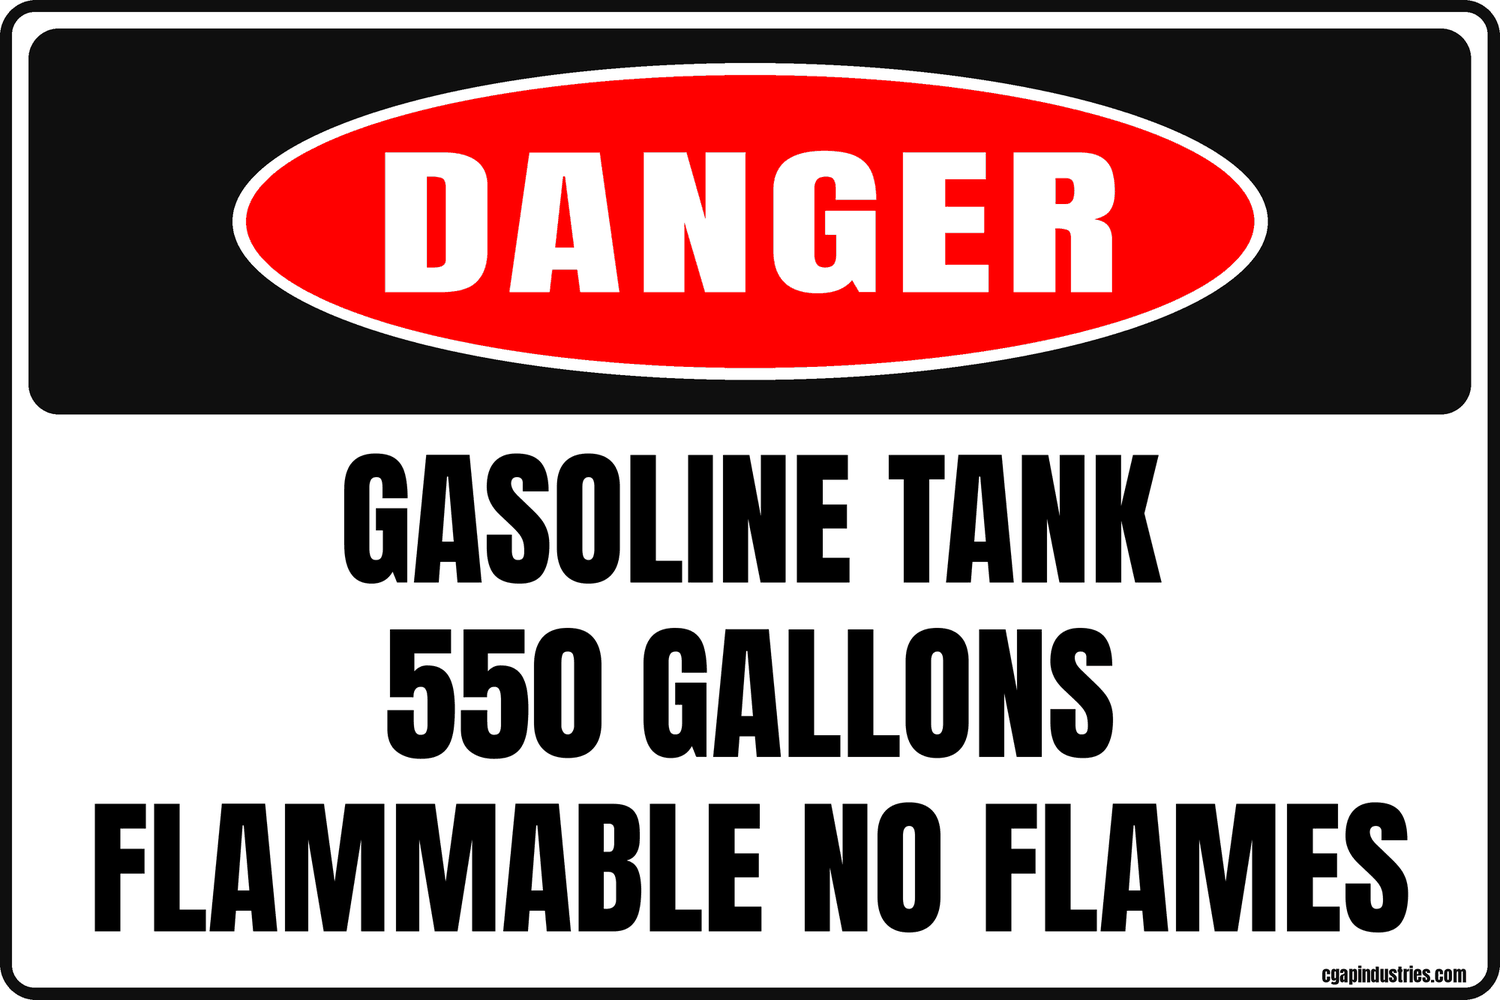 DANGER
GASOLINE TANK
550 GALLONS
FLAMMABLE NO FLAMES
cgapindustries.com